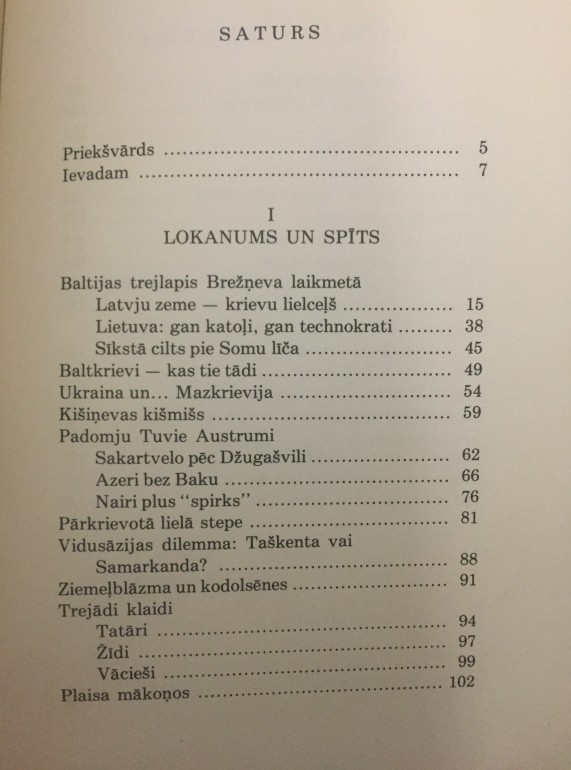 SATURS
Priekšvārds ................................................ 5
Ievadam ................................................... 7
I
LOKANUMS UN SPĪTS
Baltijas trejlapis Brežņeva laikmetā
Latvju zeme — krievu lielceļš .................. 15
Lietuva: gan katoļi, gan technokrati ......... 38
Sīkstā cilts pie Somu līča ........................ 45
Baltkrievi — kas tie tādi ............................... 49
Ukraina un... Mazkrievija ............................ 54
Kišiņevas kišmišs ....................................... 59
Padomju Tuvie Austrumi
Sakartvelo pēc Džugašvili ....................... 62
Azeri bez Baku .................................... 66
Nairi plus “spirks” ............................... 76
Pārkrievotā lielā stepe ................................ 81
Vidusāzijas dilemma: Taškenta vai
Samarkanda? ..................................... 88
Ziemeļblāzma un kodolsēnes ......................... 91
Trejādi klaidi
Tatāri ............................................... 94
Žīdi .................................................. 97
Vācieši .............................................. 99
Plaisa mākoņos ....................................... 102